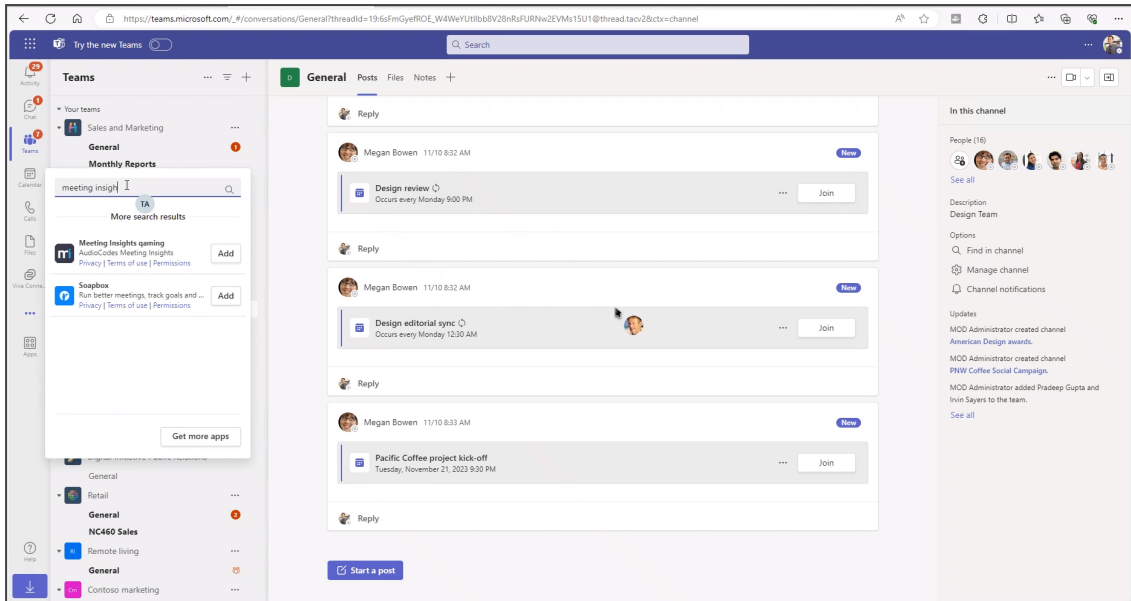 https://teams.microsoft.com/_#/conversations/General?threadId=19:6sFmGyefROE_W4WeYUtIlbb8V28nRsFURNw2EVMs15U1@thread.tacv2&ctx=channel
Try the new Teams
Search
29
Activity
1
Chat
7
Teams
Calendar
Calls
Files
Viva Conne...
Apps
Help
Teams
Your teams
Sales and Marketing
General
1
Monthly Reports
meeting insigh
TA
More search results
Meeting Insights qaming
AudioCodes Meeting Insights
Privacy | Terms of use | Permissions
Add
Soapbox
Run better meetings, track goals and ...
Privacy | Terms of use | Permissions
Add
Get more apps
General
Retail
General
2
NC460 Sales
Rl
Remote living
General
Cm
Contoso marketing
D
General
Posts
Files
Notes
Reply
Megan Bowen 11/10 8:32 AM
New
Design review
Occurs every Monday 9:00 PM
Join
Reply
Megan Bowen 11/10 8:32 AM
New
Design editorial sync
Occurs every Monday 12:30 AM
Join
Reply
Megan Bowen 11/10 8:33 AM
New
Pacific Coffee project kick-off
Tuesday, November 21, 2023 9:30 PM
Join
Reply
Start a post
In this channel
People (16)
See all
Description
Design Team
Options
Find in channel
Manage channel
Channel notifications
Updates
MOD Administrator created channel
American Design awards.
MOD Administrator created channel
PNW Coffee Social Campaign.
MOD Administrator added Pradeep Gupta and
Irvin Sayers to the team.
See all